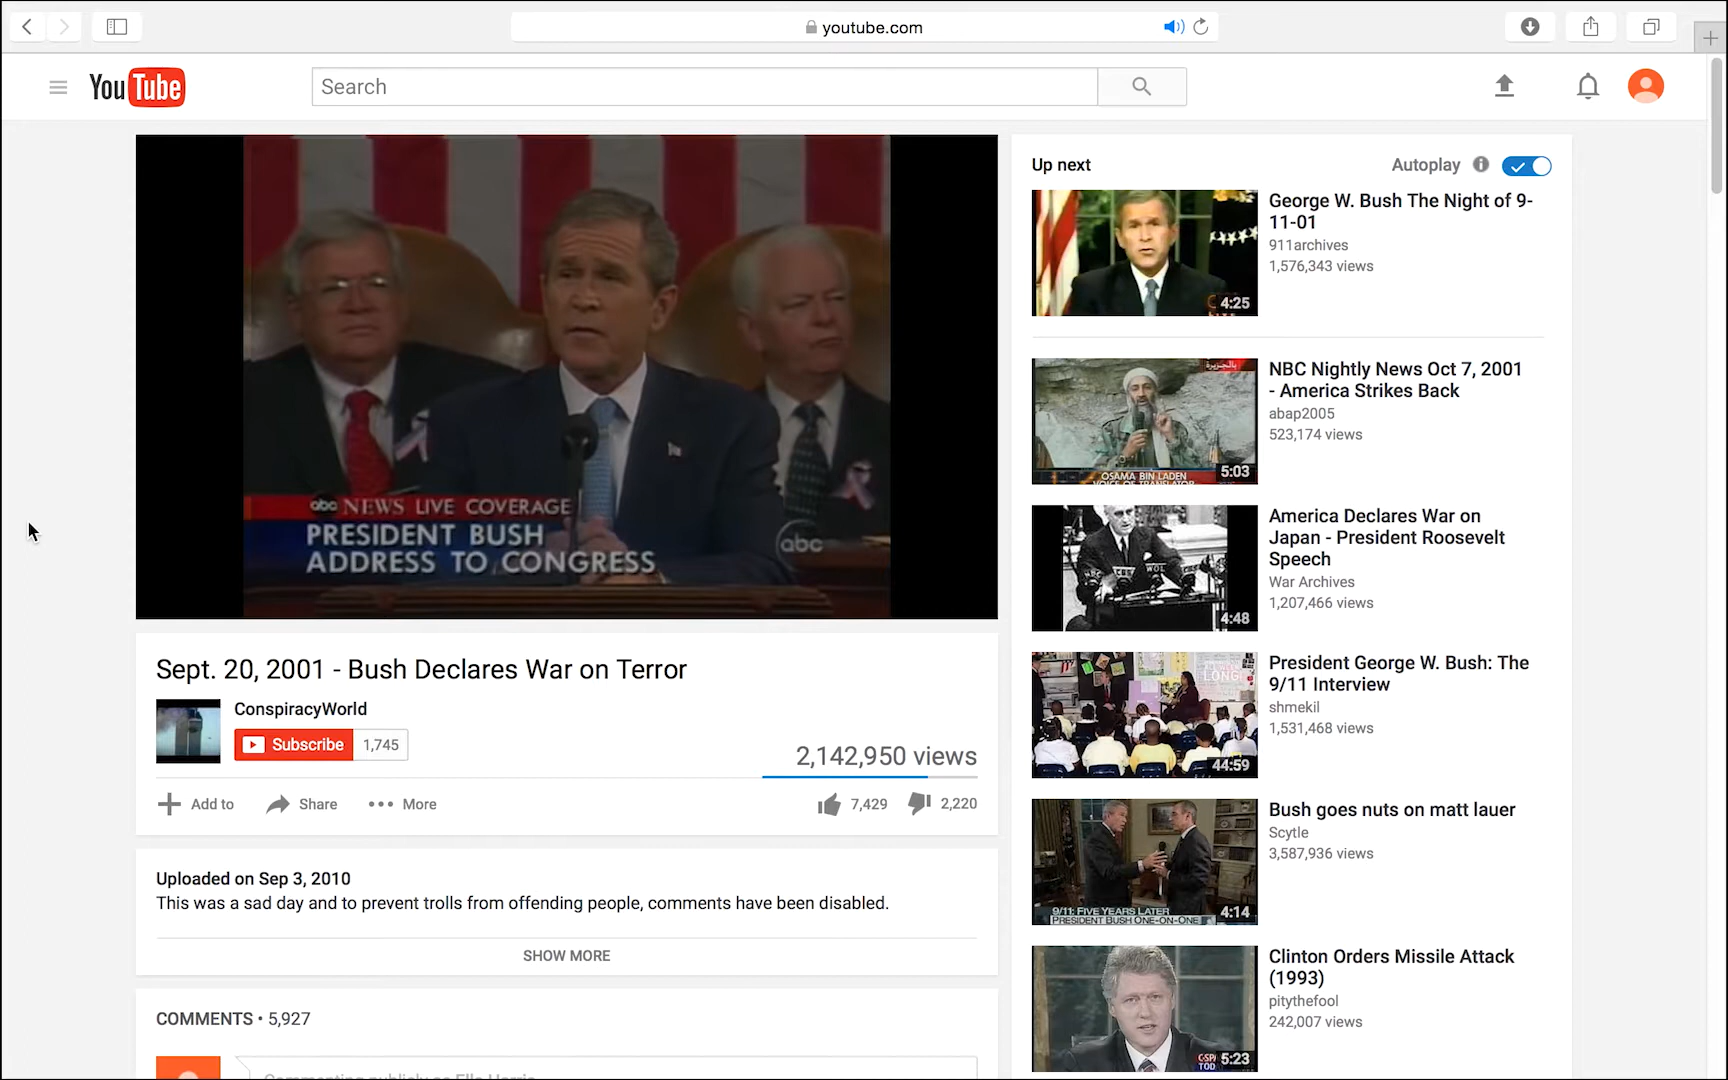 youtube.com
YouTube
Search
abc NEWS LIVE COVERAGE
PRESIDENT BUSH
ADDRESS TO CONGRESS
abc
Sept. 20, 2001 - Bush Declares War on Terror
ConspiracyWorld
Subscribe 1,745
2,142,950 views
Add to Share More
7,429 2,220
Uploaded on Sep 3, 2010
This was a sad day and to prevent trolls from offending people, comments have been disabled.
SHOW MORE
COMMENTS • 5,927
Up next
Autoplay
4:25
George W. Bush The Night of 9-
11-01
911archives
1,576,343 views
OSAMA BIN LADEN
VOICE OF TRANSLATOR
5:03
NBC Nightly News Oct 7, 2001
- America Strikes Back
abap2005
523,174 views
4:48
America Declares War on
Japan - President Roosevelt
Speech
War Archives
1,207,466 views
44:59
President George W. Bush: The
9/11 Interview
shmekil
1,531,468 views
9/11: FIVE YEARS LATER
PRESIDENT BUSH ONE-ON-ONE
4:14
Bush goes nuts on matt lauer
Scytle
3,587,936 views
5:23
Clinton Orders Missile Attack
(1993)
pitythefool
242,007 views